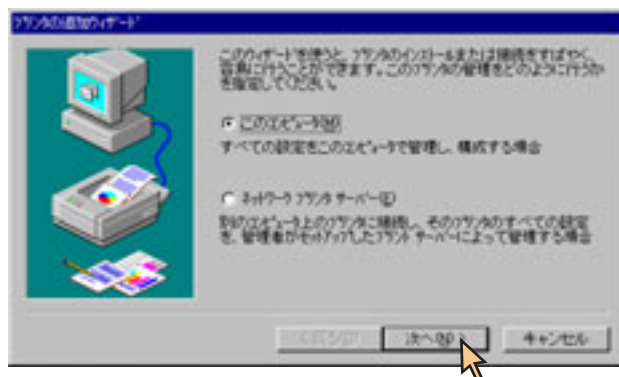 プリンタの追加ウィザード
このウィザードを使うと、プリンタのインストールまたは接続をすばやく、
容易に行うことができます。このプリンタの管理をどのように行うか
を指定してください。
このコンピュータ(M)
すべての設定をこのコンピュータで管理し、構成する場合
ネットワーク プリンタ サーバー(E)
別のコンピュータ上のプリンタに接続し、そのプリンタのすべての設定
を、管理者がセットアップしたプリント サーバーによって管理する場合
次へ(N) >
キャンセル